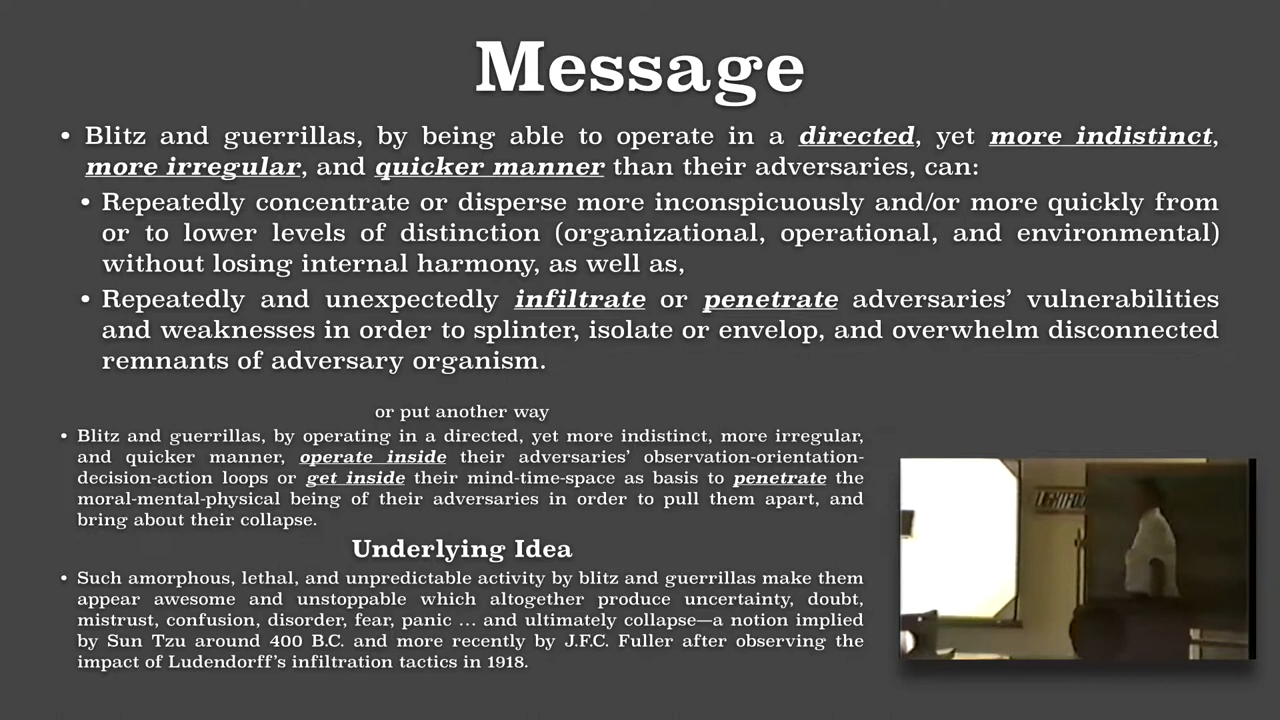 Message
• Blitz and guerrillas, by being able to operate in a directed, yet more indistinct,
more irregular, and quicker manner than their adversaries, can:
• Repeatedly concentrate or disperse more inconspicuously and/or more quickly from
or to lower levels of distinction (organizational, operational, and environmental)
without losing internal harmony, as well as,
• Repeatedly and unexpectedly infiltrate or penetrate adversaries’ vulnerabilities
and weaknesses in order to splinter, isolate or envelop, and overwhelm disconnected
remnants of adversary organism.
or put another way
• Blitz and guerrillas, by operating in a directed, yet more indistinct, more irregular,
and quicker manner, operate inside their adversaries’ observation-orientation-
decision-action loops or get inside their mind-time-space as basis to penetrate the
moral-mental-physical being of their adversaries in order to pull them apart, and
bring about their collapse.
Underlying Idea
• Such amorphous, lethal, and unpredictable activity by blitz and guerrillas make them
appear awesome and unstoppable which altogether produce uncertainty, doubt,
mistrust, confusion, disorder, fear, panic … and ultimately collapse—a notion implied
by Sun Tzu around 400 B.C. and more recently by J.F.C. Fuller after observing the
impact of Ludendorff’s infiltration tactics in 1918.